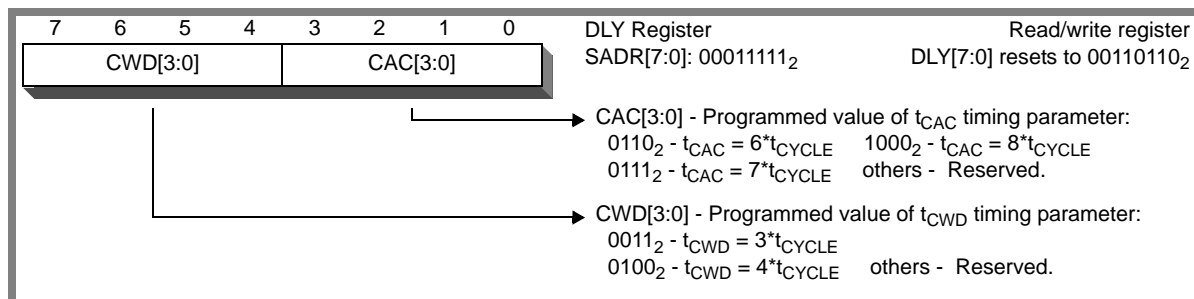 7 6 5 4 3 2 1 0 DLY Register Read/write register
CWD[3:0] CAC[3:0] SADR[7:0]: 00011111₂ DLY[7:0] resets to 00110110₂
CAC[3:0] - Programmed value of t_CAC timing parameter:
0110₂ - t_CAC = 6*t_CYCLE 1000₂ - t_CAC = 8*t_CYCLE
0111₂ - t_CAC = 7*t_CYCLE others - Reserved.
CWD[3:0] - Programmed value of t_CWD timing parameter:
0011₂ - t_CWD = 3*t_CYCLE
0100₂ - t_CWD = 4*t_CYCLE others - Reserved.